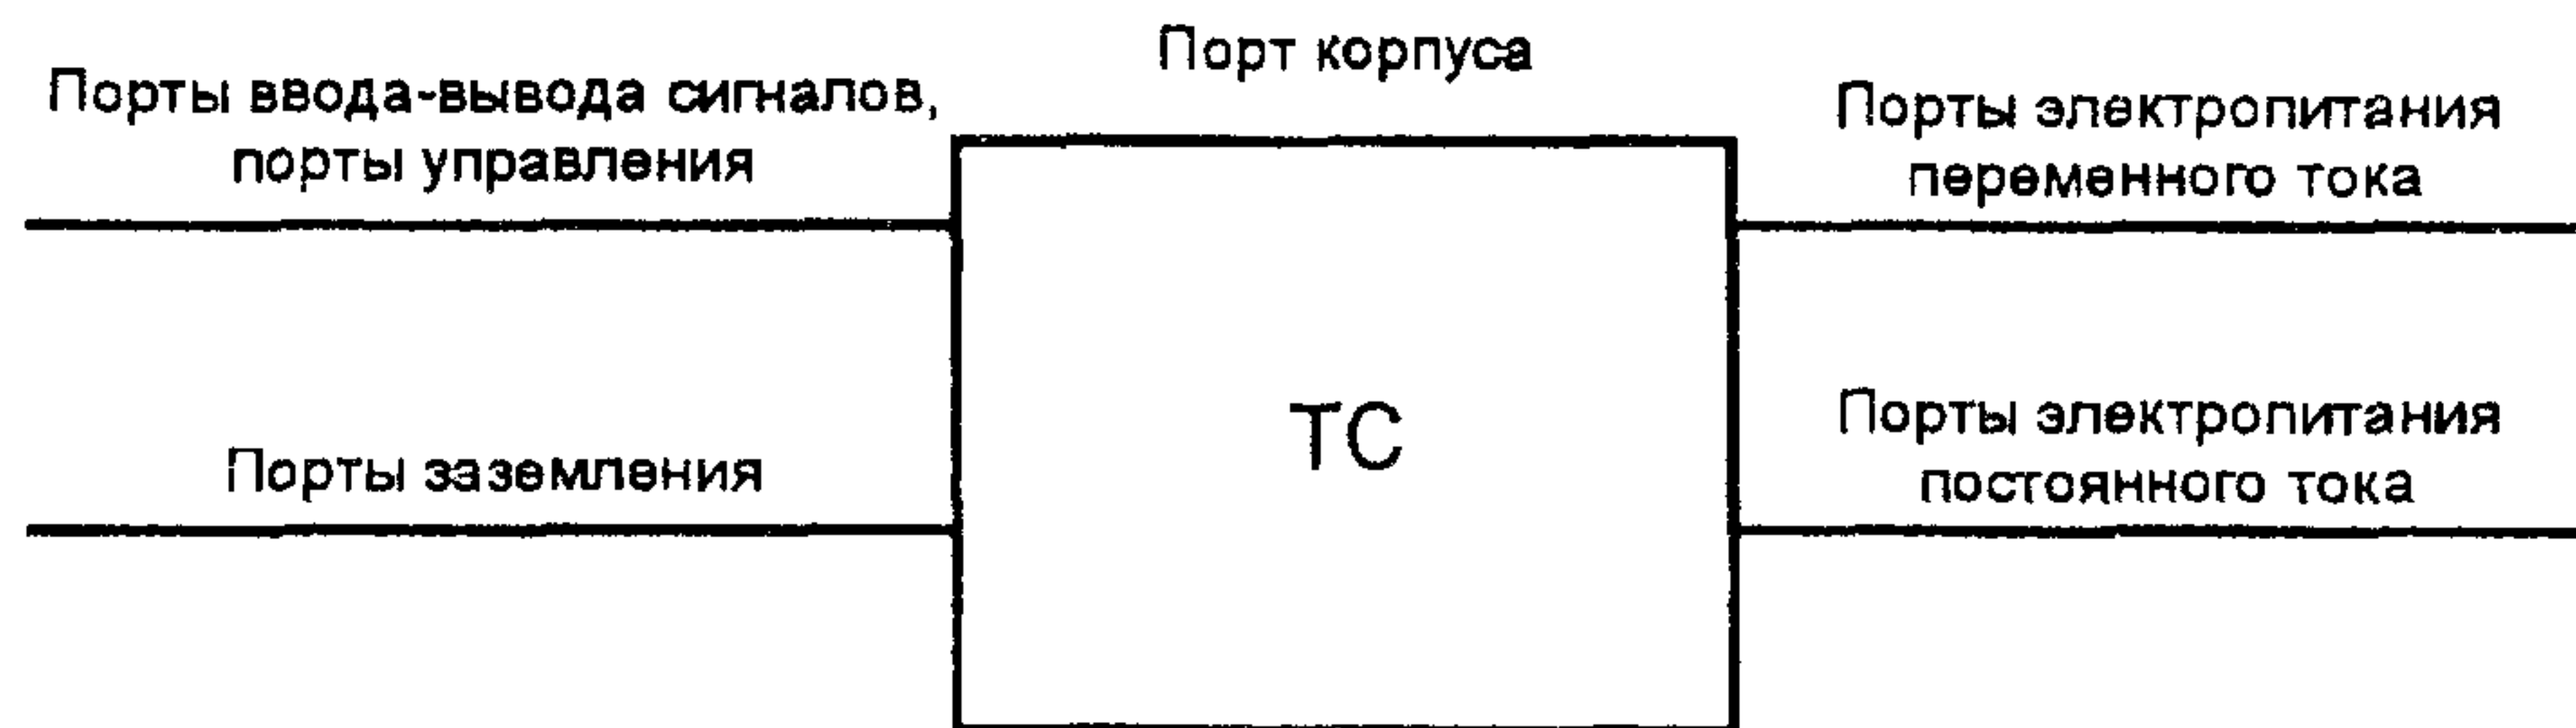 Порт корпуса
Порты ввода-вывода сигналов,
порты управления
Порты электропитания
переменного тока
ТС
Порты заземления
Порты электропитания
постоянного тока